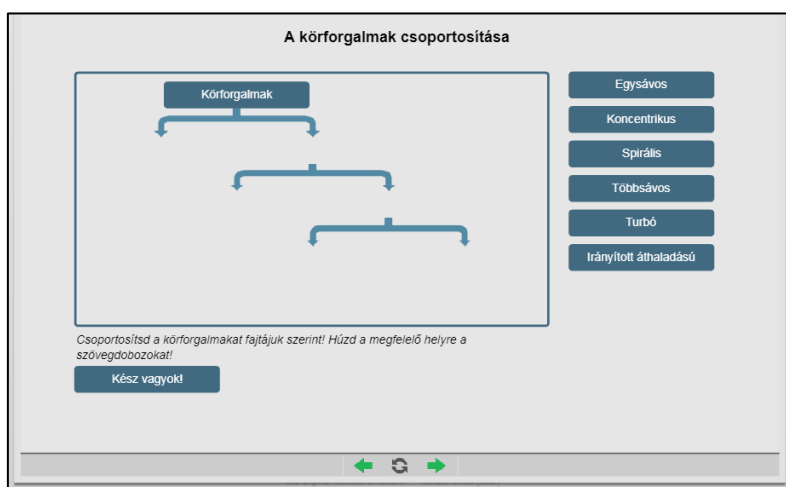 A körforgalmak csoportosítása
Körforgalmak
Egysávos
Koncentrikus
Spirális
Többsávos
Turbó
Irányított áthaladású
Csoportosítsd a körforgalmakat fajtájuk szerint! Húzd a megfelelő helyre a
szövegdobozokat!
Kész vagyok!